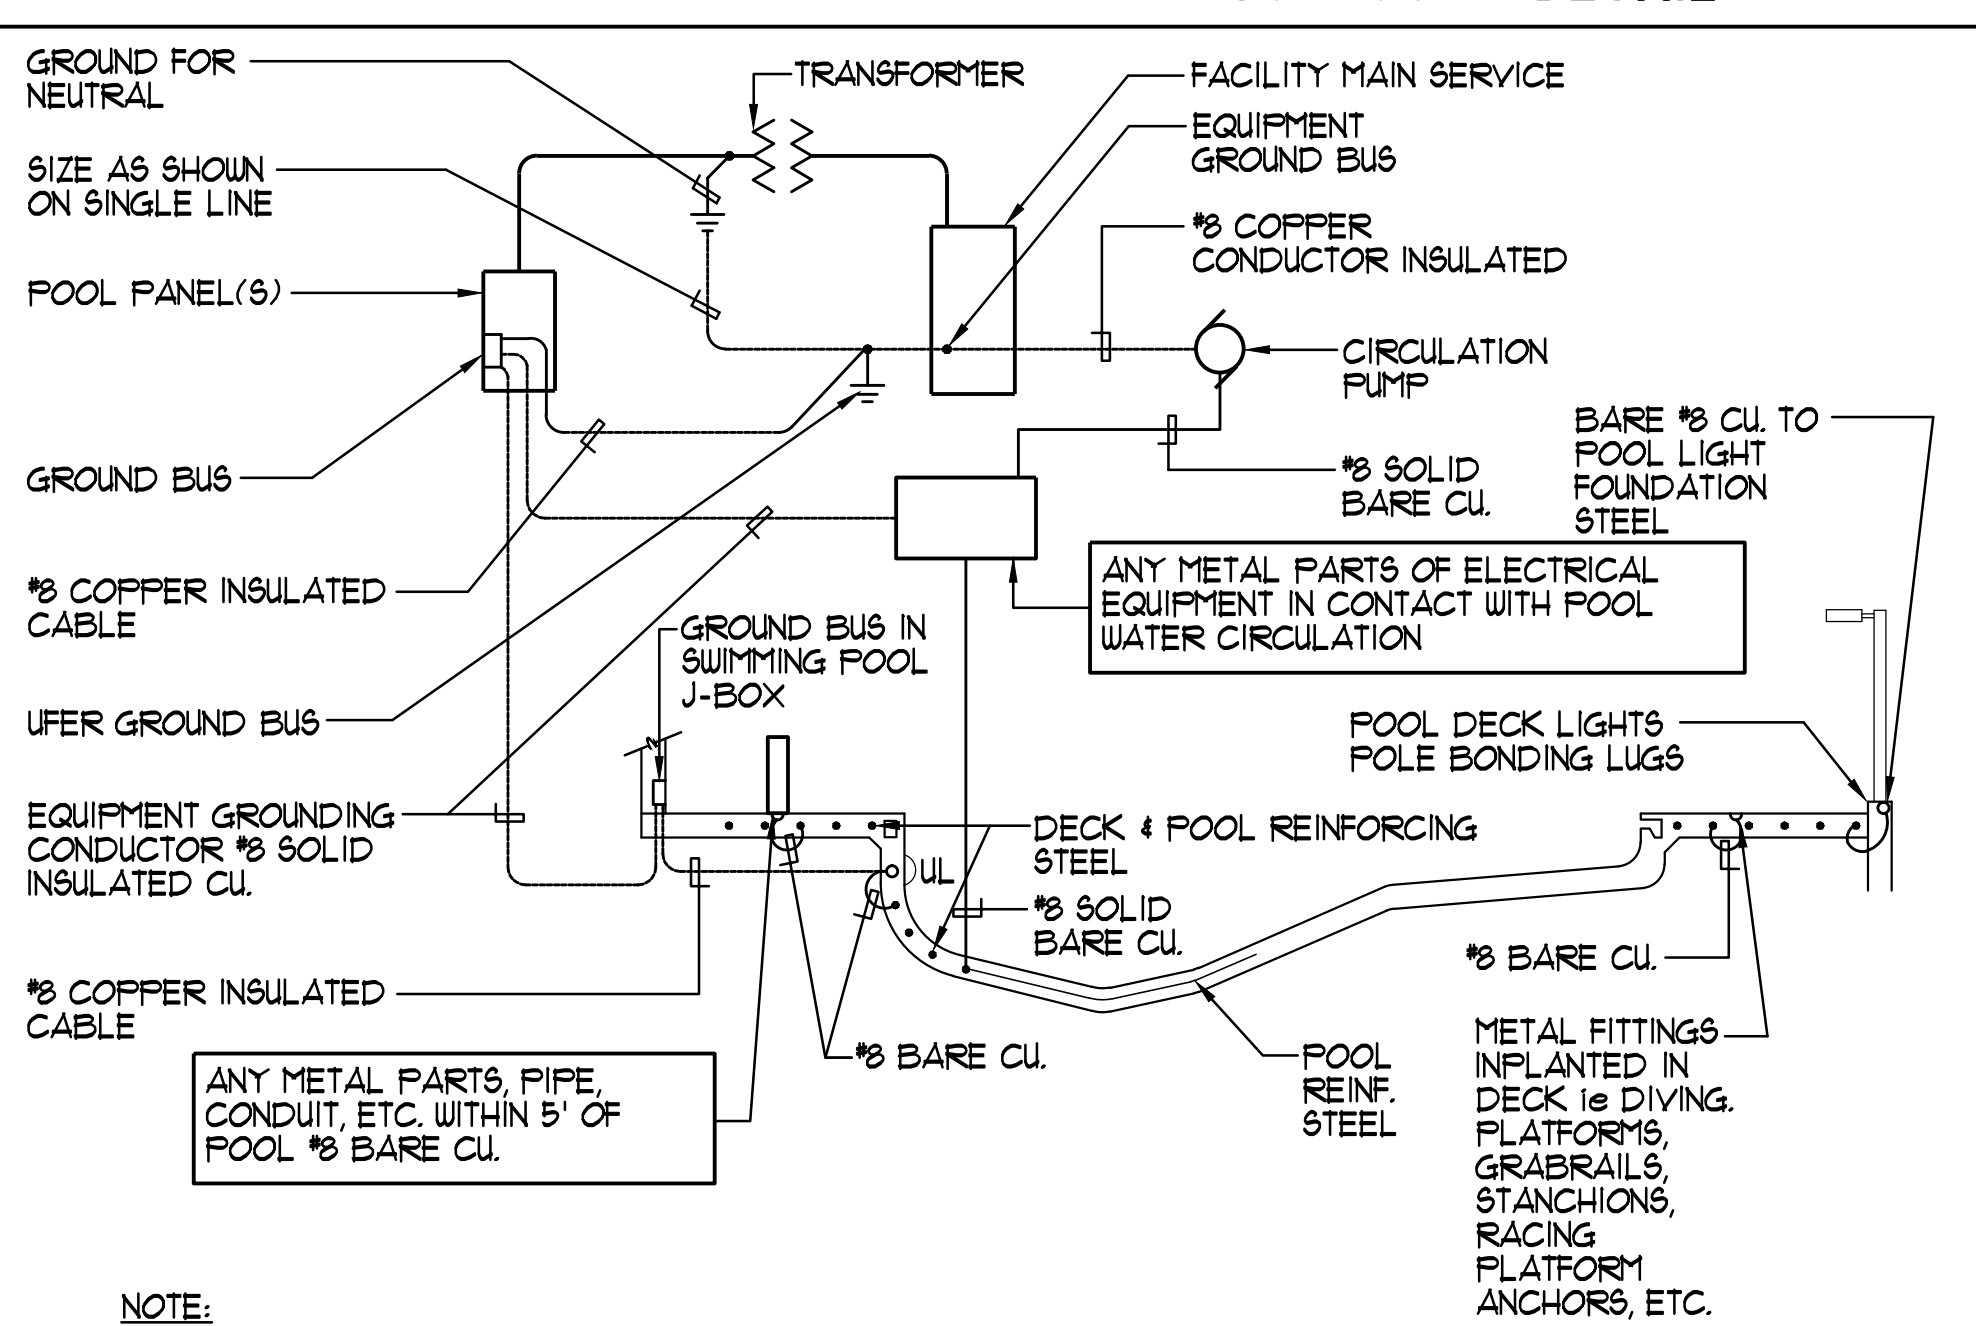 GROUND FOR
NEUTRAL
TRANSFORMER
FACILITY MAIN SERVICE
EQUIPMENT
GROUND BUS
SIZE AS SHOWN
ON SINGLE LINE
#8 COPPER
CONDUCTOR INSULATED
POOL PANEL(S)
CIRCULATION
PUMP
BARE #8 CU. TO
POOL LIGHT
FOUNDATION
STEEL
GROUND BUS
#8 SOLID
BARE CU.
ANY METAL PARTS OF ELECTRICAL
EQUIPMENT IN CONTACT WITH POOL
WATER CIRCULATION
#8 COPPER INSULATED
CABLE
GROUND BUS IN
SWIMMING POOL
J-BOX
UFER GROUND BUS
POOL DECK LIGHTS
POLE BONDING LUGS
EQUIPMENT GROUNDING
CONDUCTOR #8 SOLID
INSULATED CU.
DECK & POOL REINFORCING
STEEL
UL
#8 SOLID
BARE CU.
#8 BARE CU.
#8 COPPER INSULATED
CABLE
#8 BARE CU.
POOL
REINF.
STEEL
METAL FITTINGS
INPLANTED IN
DECK ie DIVING.
PLATFORMS,
GRABRAILS,
STANCHIONS,
RACING
PLATFORM
ANCHORS, ETC.
ANY METAL PARTS, PIPE,
CONDUIT, ETC. WITHIN 5' OF
POOL #8 BARE CU.
NOTE: